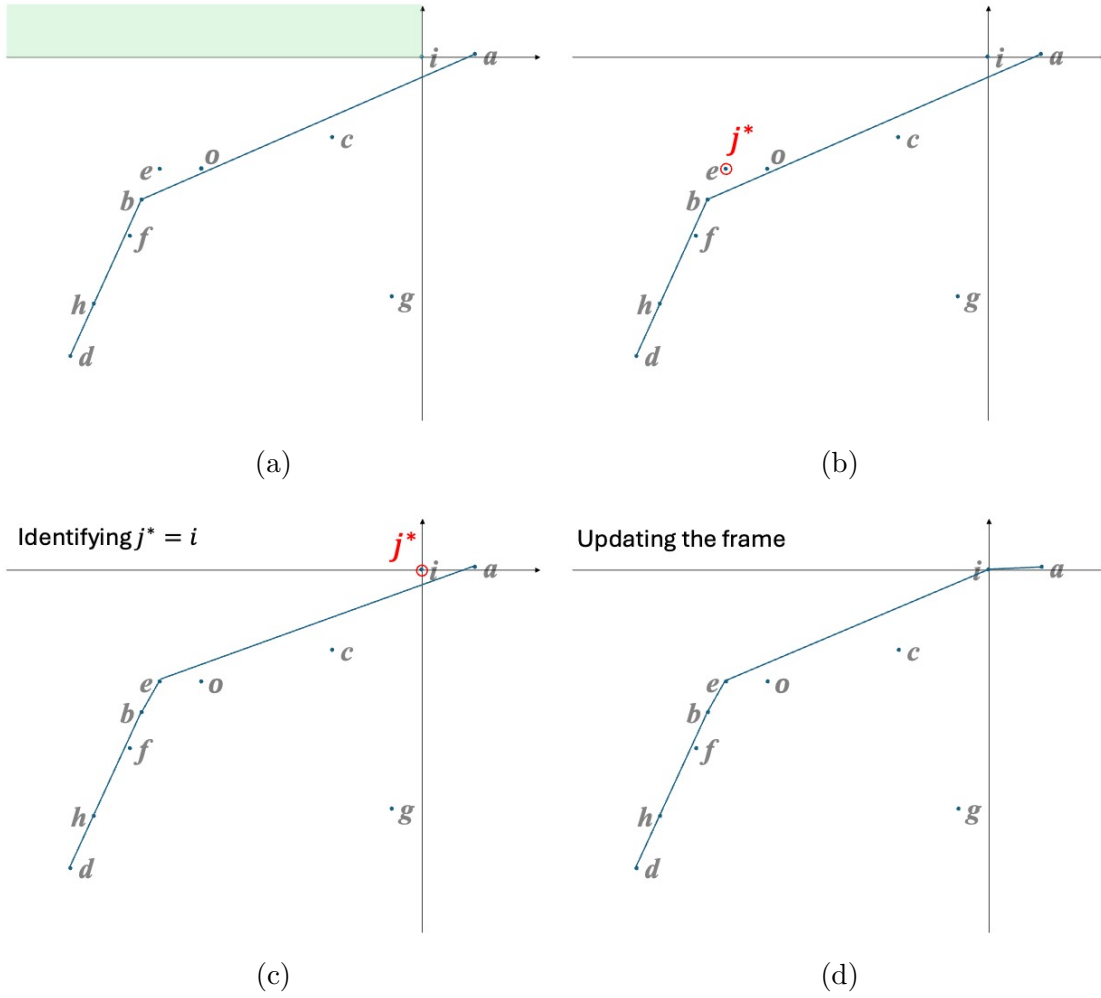 i a
c
e o
b
f
h g
d
(a)
i a
j*
c
e o
b
f
h g
d
(b)
Identifying j* = i
j*
i a
c
e o
b
f
h g
d
(c)
Updating the frame
i a
c
e o
b
f
h g
d
(d)